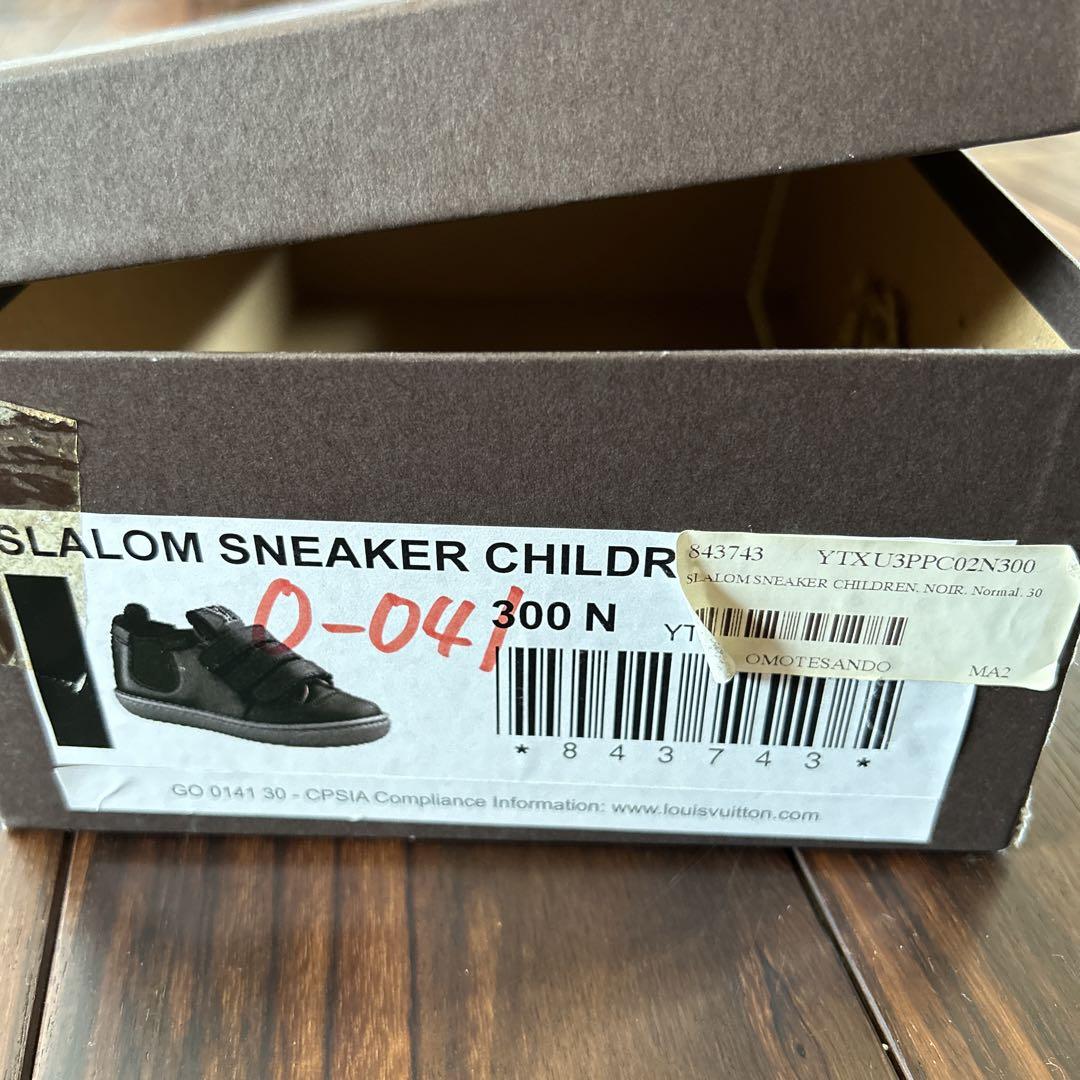 SLALOM SNEAKER CHILDR
300 N
YT
O-041
* 8 4 3 7 4 3 *
GO 0141 30 - CPSIA Compliance Information: www.louisvuitton.com
843743 YTXU3PPC02N300
SLALOM SNEAKER CHILDREN. NOIR. Normal. 30
OMOTESANDO MA2